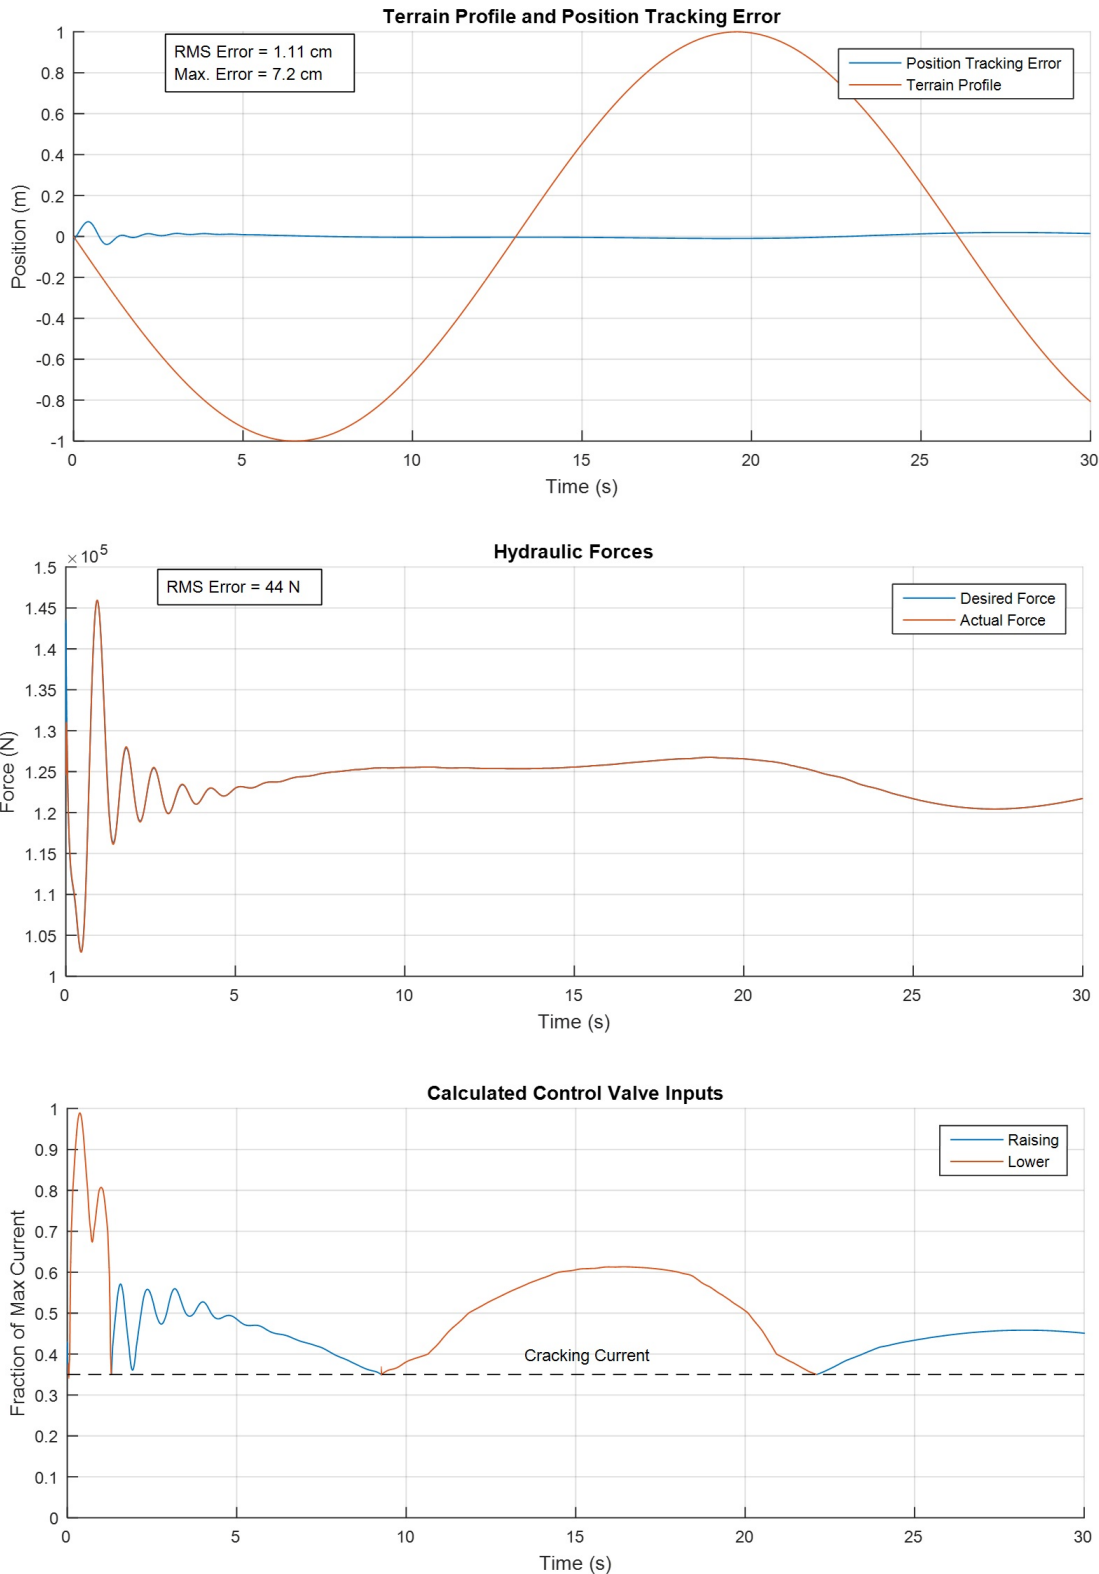 Terrain Profile and Position Tracking Error
RMS Error = 1.11 cm
Max. Error = 7.2 cm
Position Tracking Error
Terrain Profile
Position (m)
1
0.8
0.6
0.4
0.2
0
-0.2
-0.4
-0.6
-0.8
-1
0 5 10 15 20 25 30
Time (s)
Hydraulic Forces
×10^5
RMS Error = 44 N
Desired Force
Actual Force
Force (N)
1.5
1.45
1.4
1.35
1.3
1.25
1.2
1.15
1.1
1.05
1
0 5 10 15 20 25 30
Time (s)
Calculated Control Valve Inputs
Raising
Lower
Fraction of Max Current
1
0.9
0.8
0.7
0.6
0.5
0.4
0.3
0.2
0.1
0
Cracking Current
0 5 10 15 20 25 30
Time (s)